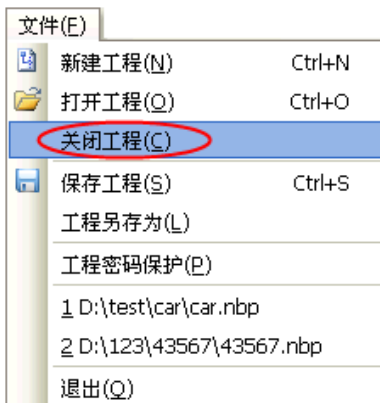 文件(F)
新建工程(N) Ctrl+N
打开工程(O) Ctrl+O
关闭工程(C)
保存工程(S) Ctrl+S
工程另存为(L)
工程密码保护(P)
1 D:\test\car\car.nbp
2 D:\123\43567\43567.nbp
退出(Q)